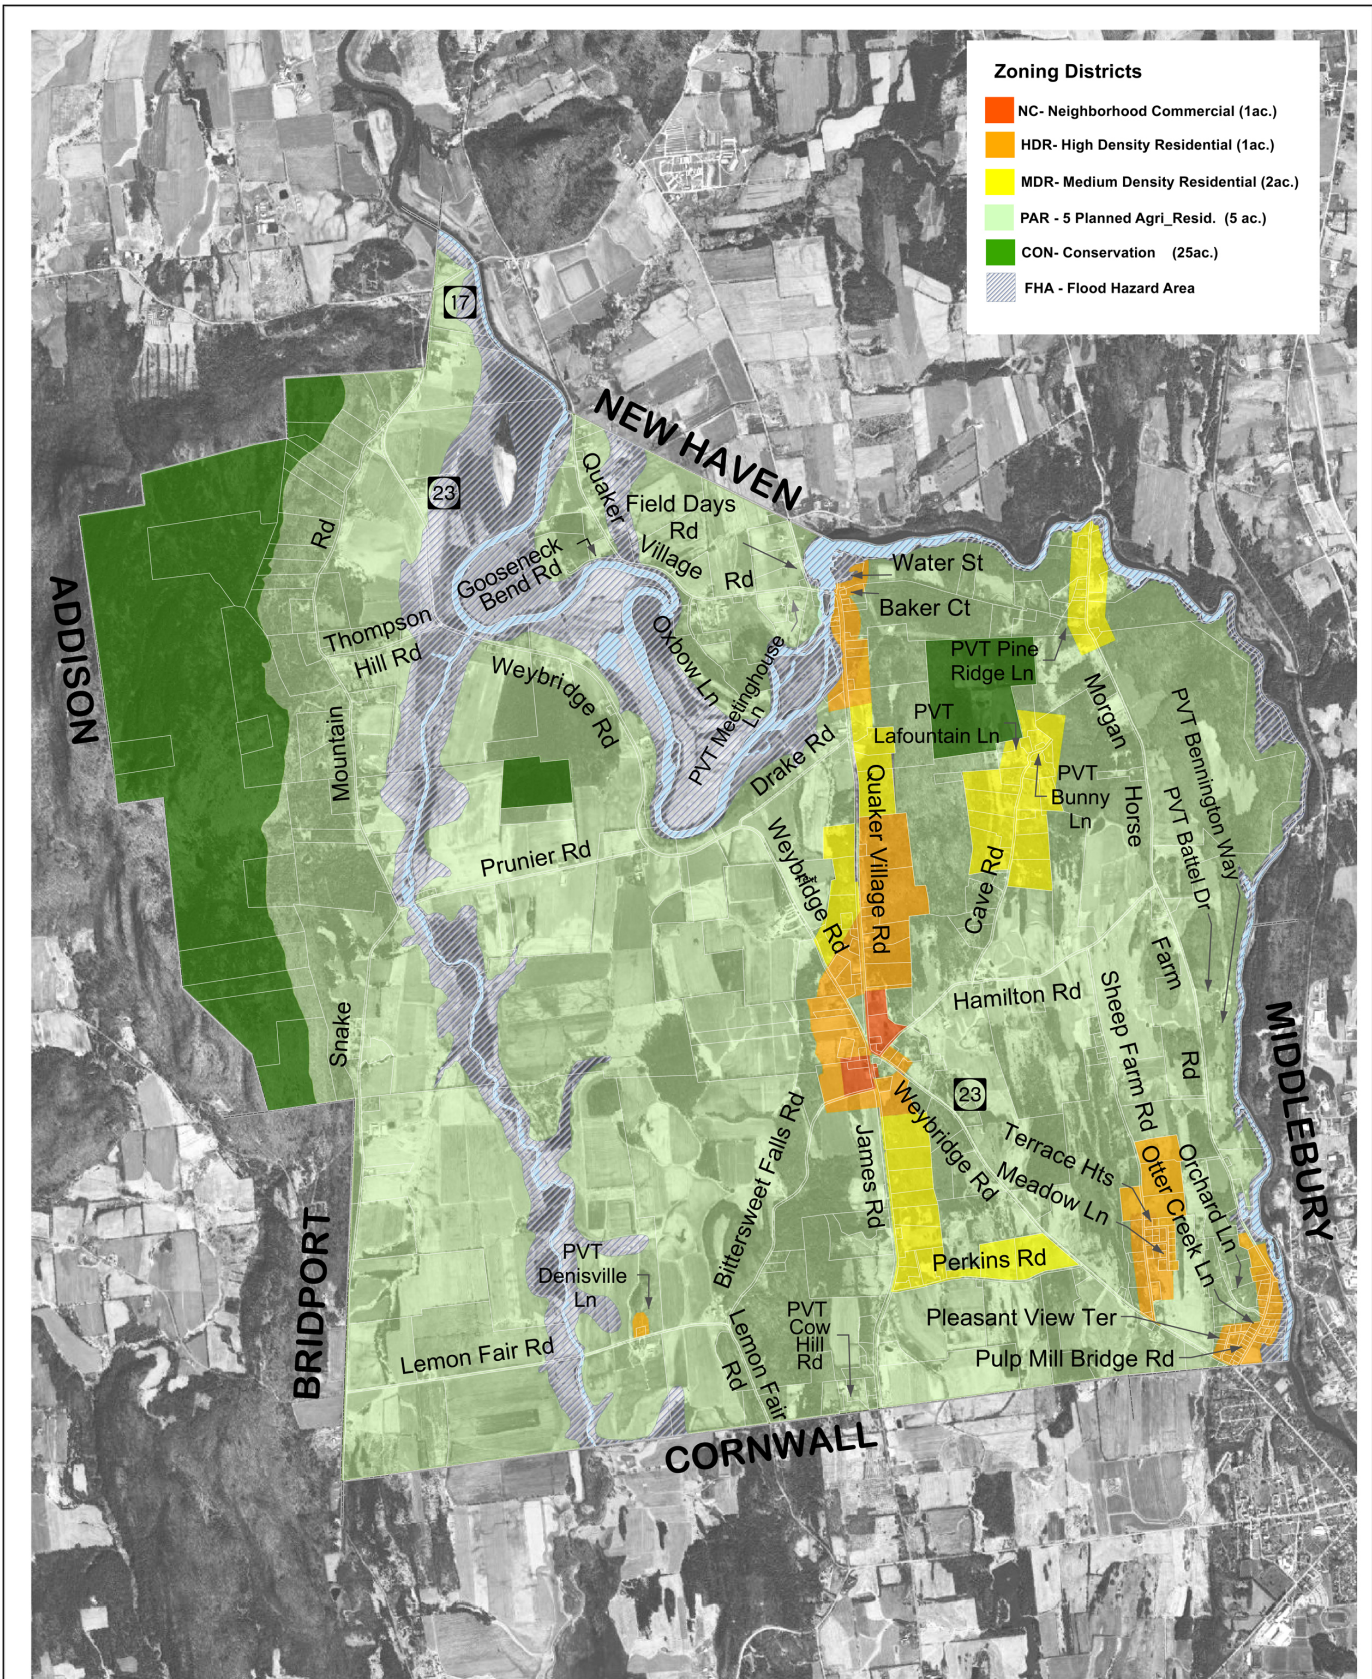 Zoning Districts
NC- Neighborhood Commercial (1ac.)
HDR- High Density Residential (1ac.)
MDR- Medium Density Residential (2ac.)
PAR - 5 Planned Agri_Resid. (5 ac.)
CON- Conservation (25ac.)
FHA - Flood Hazard Area
17
NEW HAVEN
23
Quaker
Village
Rd
Field Days
Rd
Rd
Gooseneck
Bend Rd
Water St
Baker Ct
ADDISON
Thompson
Hill Rd
Oxbow Ln
PVT Meetinghouse
Ln
PVT Pine
Ridge Ln
Weybridge Rd
Morgan
Horse
Farm
Rd
PVT Bennington Way
PVT
Lafountain Ln
Mountain
Drake Rd
PVT
Bunny
Ln
PVT Battel Dr
Quaker Village Rd
Weybridge Rd
Prunier Rd
Cave Rd
Hamilton Rd
Sheep Farm Rd
Snake
MIDDLEBURY
23
Bittersweet Falls Rd
James Rd
Weybridge Rd
Terrace Hts
Meadow Ln
Otter Creek Ln
Orchard Ln
BRIDPORT
PVT
Denisville
Ln
Perkins Rd
PVT
Cow
Hill
Rd
Pleasant View Ter
Pulp Mill Bridge Rd
Lemon Fair Rd
Lemon Fair
Rd
CORNWALL